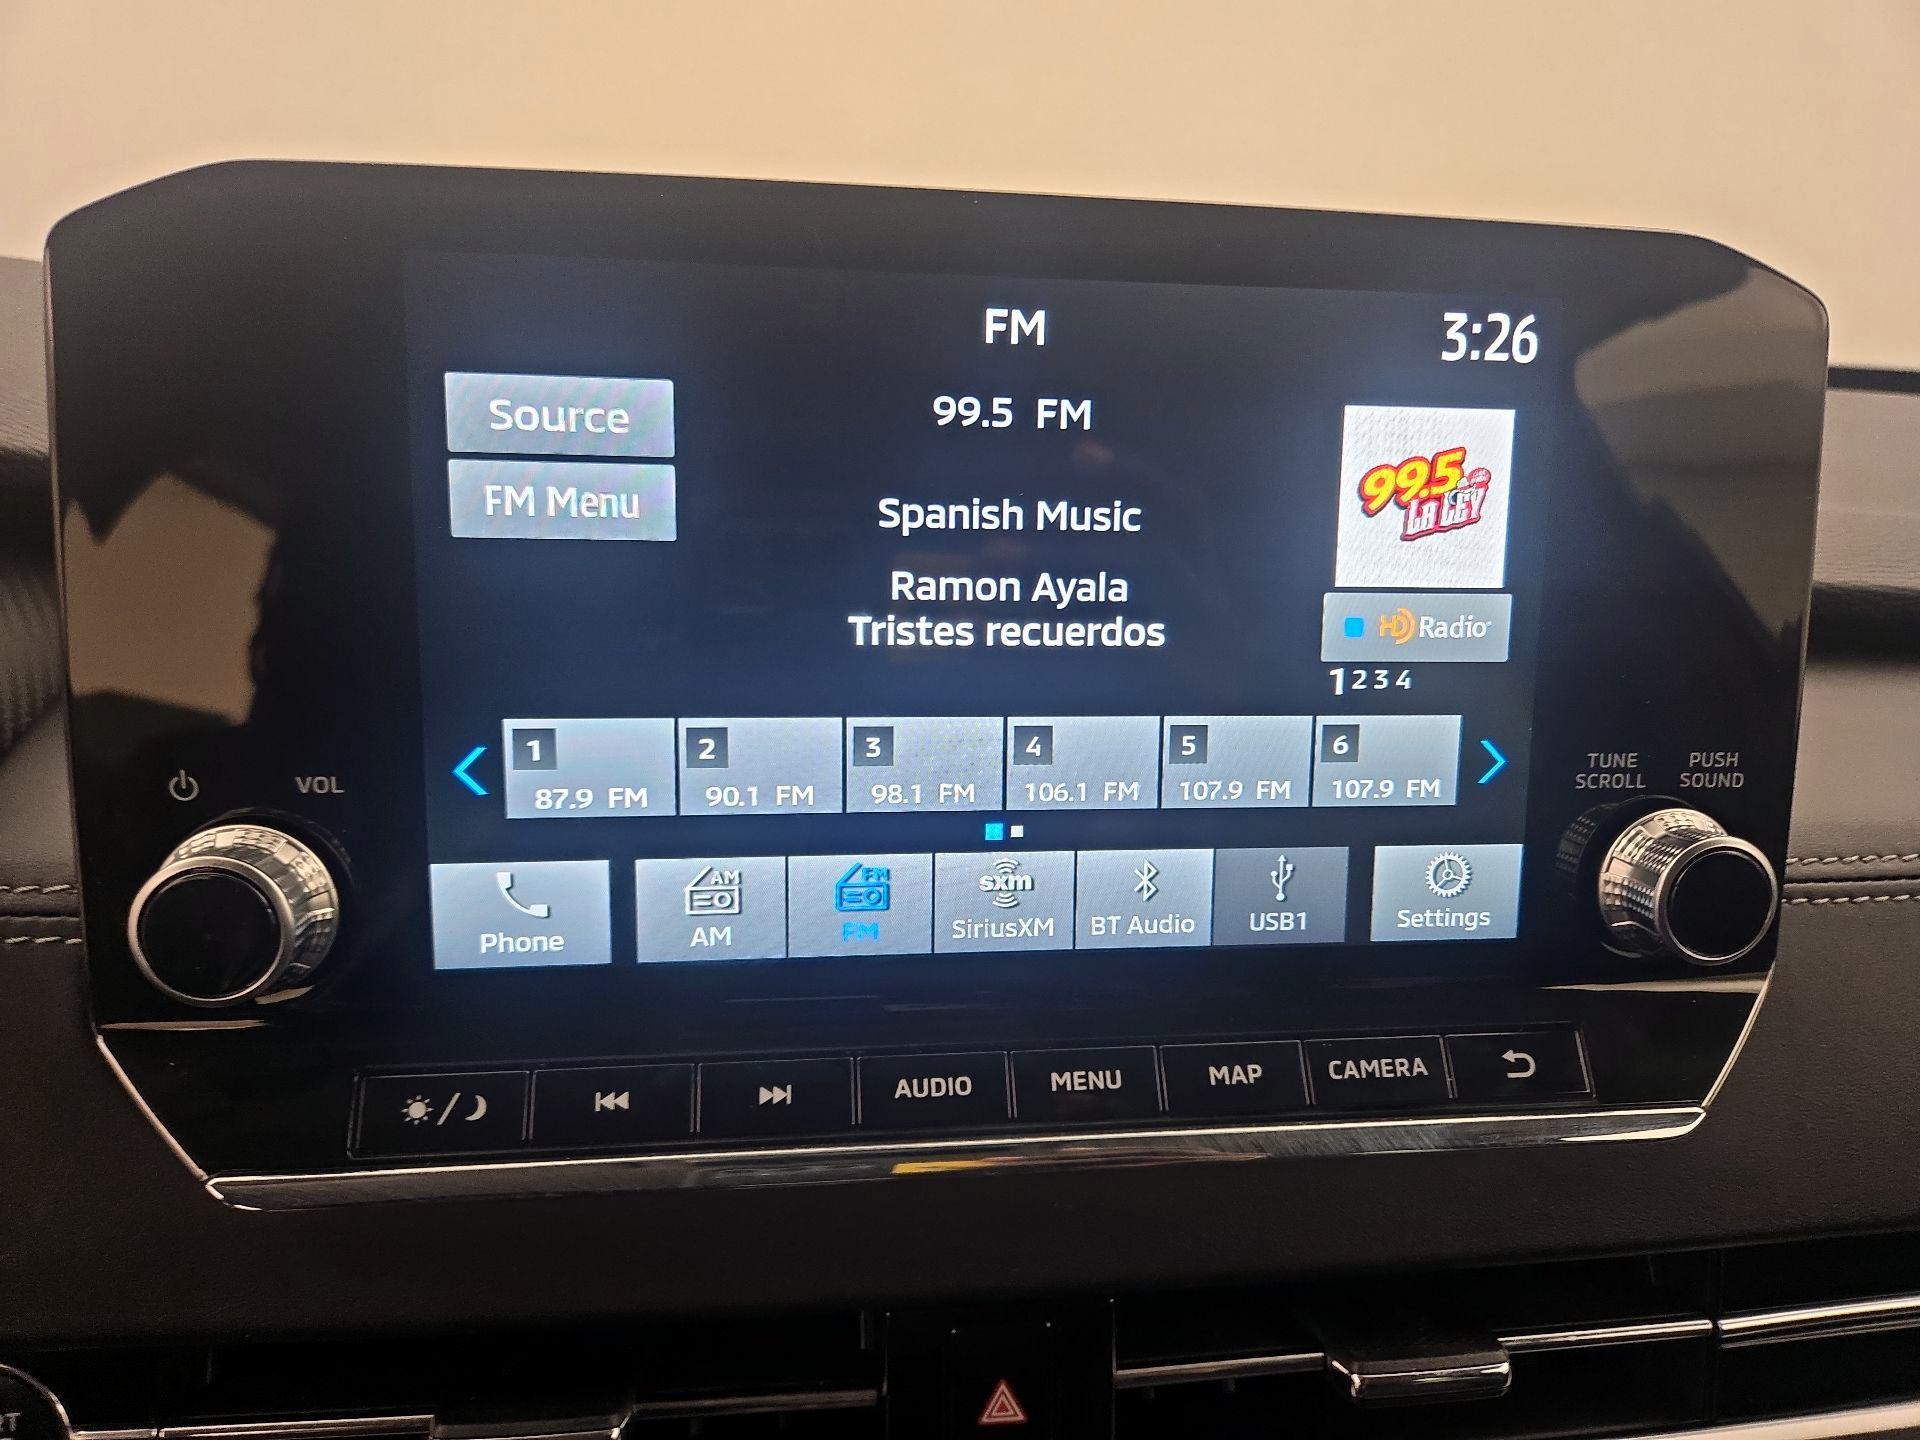 FM
3:26
Source
99.5 FM
99.5
LA LEY
FM Menu
Spanish Music
Ramon Ayala
Tristes recuerdos
HD Radio
1 2 3 4
1 2 3 4 5 6
87.9 FM 90.1 FM 98.1 FM 106.1 FM 107.9 FM 107.9 FM
VOL
TUNE SCROLL
PUSH SOUND
AM FM sxm
Phone AM FM SiriusXM BT Audio USB1 Settings
AUDIO MENU MAP CAMERA